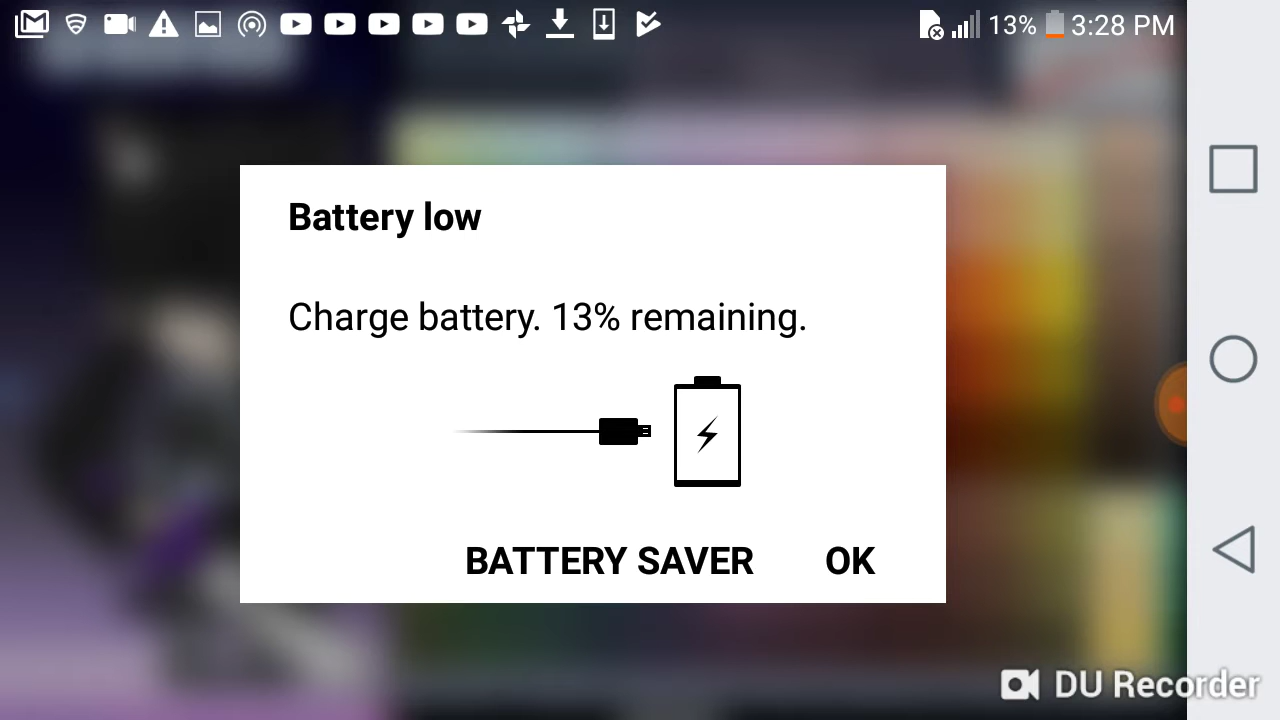 13% 3:28 PM
Battery low
Charge battery. 13% remaining.
BATTERY SAVER OK
DU Recorder